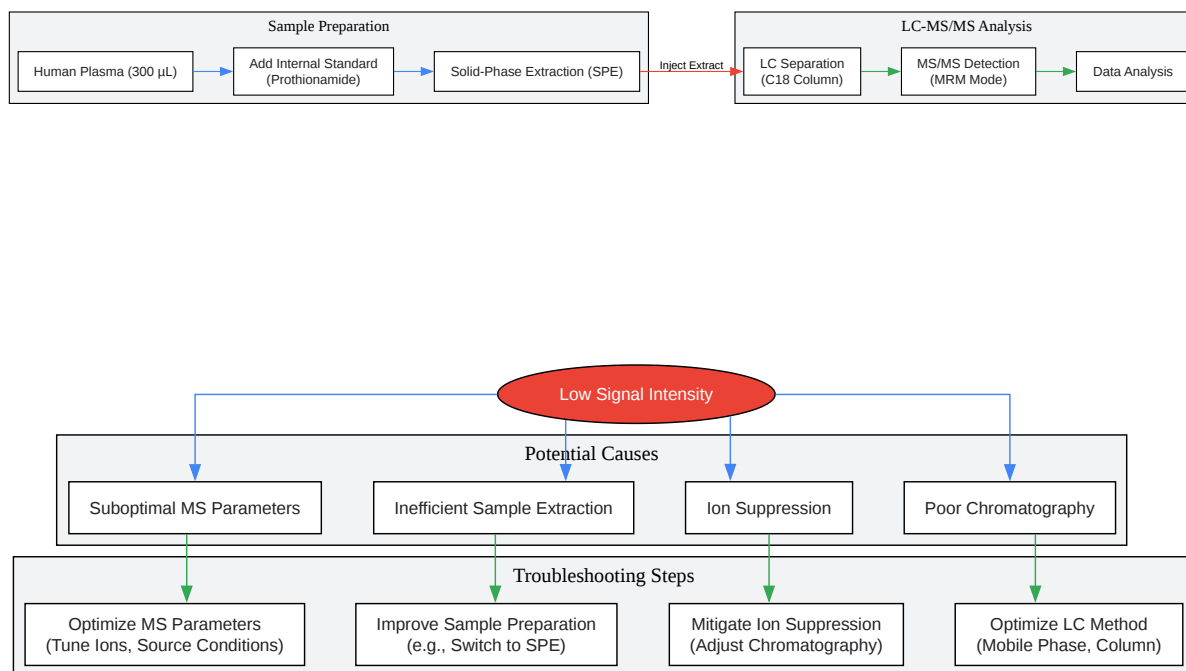 Sample Preparation
Human Plasma (300 µL)
Add Internal Standard
(Prothionamide)
Solid-Phase Extraction (SPE)
Inject Extract
LC-MS/MS Analysis
LC Separation
(C18 Column)
MS/MS Detection
(MRM Mode)
Data Analysis
Low Signal Intensity
Potential Causes
Suboptimal MS Parameters
Inefficient Sample Extraction
Ion Suppression
Poor Chromatography
Troubleshooting Steps
Optimize MS Parameters
(Tune Ions, Source Conditions)
Improve Sample Preparation
(e.g., Switch to SPE)
Mitigate Ion Suppression
(Adjust Chromatography)
Optimize LC Method
(Mobile Phase, Column)